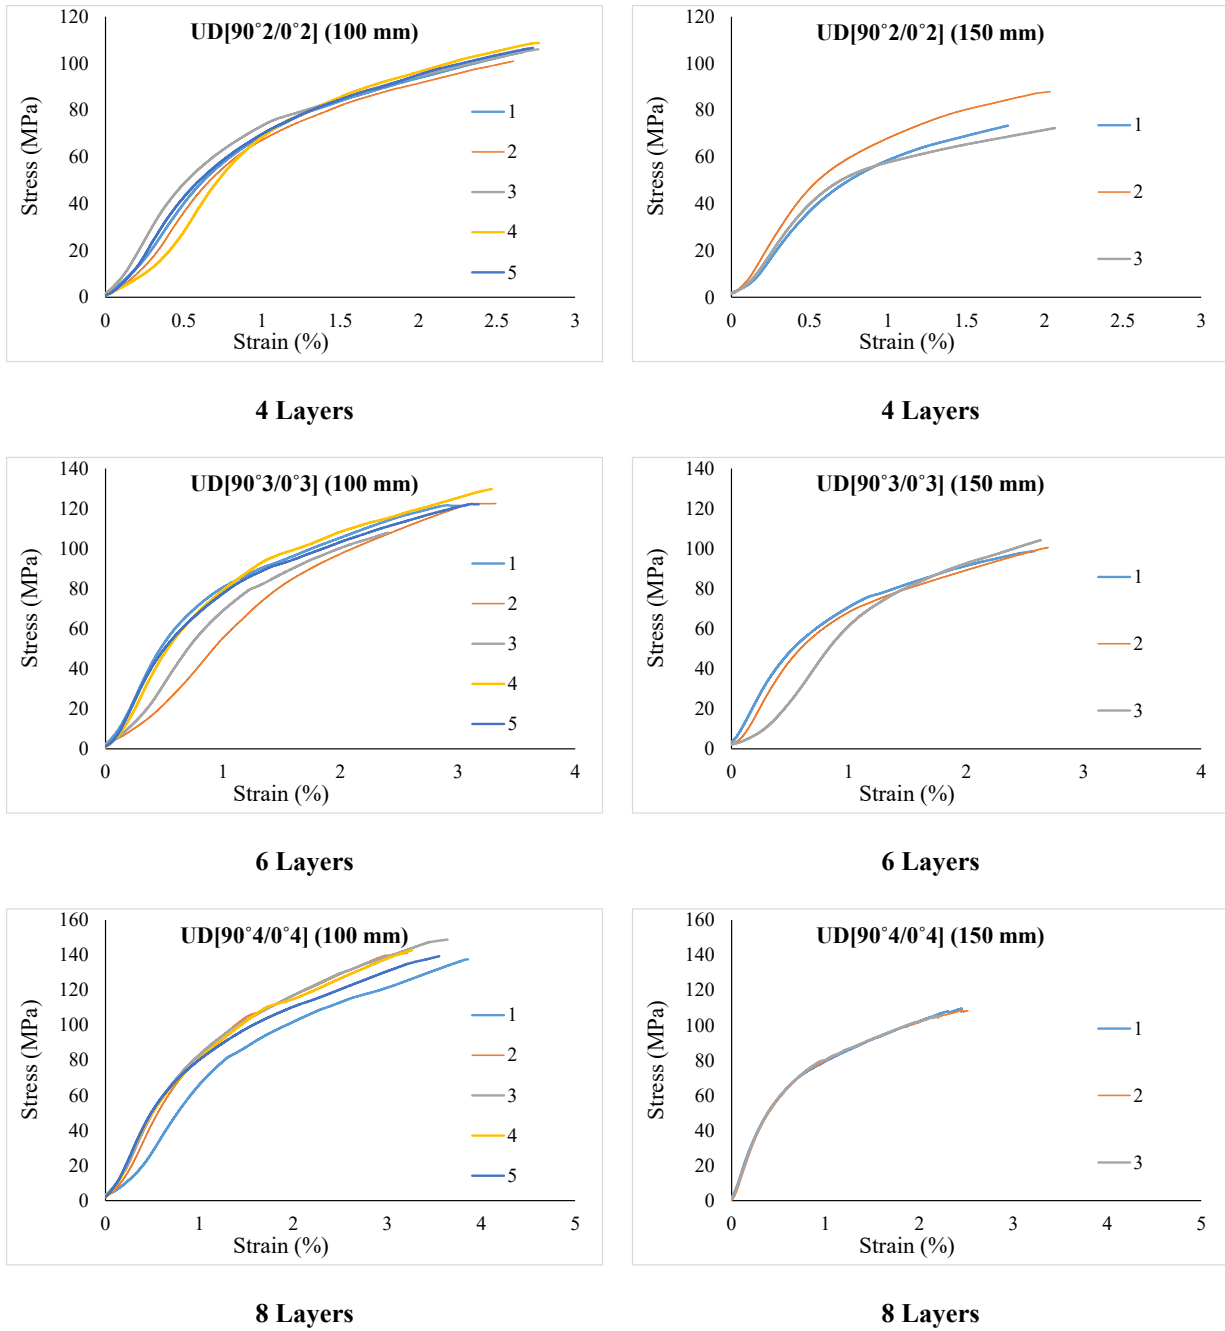 UD[90˚2/0˚2] (100 mm)
Stress (MPa)
120
100
80
60
40
20
0
0 0.5 1 1.5 2 2.5 3
Strain (%)
1
2
3
4
5
4 Layers
UD[90˚2/0˚2] (150 mm)
Stress (MPa)
120
100
80
60
40
20
0
0 0.5 1 1.5 2 2.5 3
Strain (%)
1
2
3
4 Layers
UD[90˚3/0˚3] (100 mm)
Stress (MPa)
140
120
100
80
60
40
20
0
0 1 2 3 4
Strain (%)
1
2
3
4
5
6 Layers
UD[90˚3/0˚3] (150 mm)
Stress (MPa)
140
120
100
80
60
40
20
0
0 1 2 3 4
Strain (%)
1
2
3
6 Layers
UD[90˚4/0˚4] (100 mm)
Stress (MPa)
160
140
120
100
80
60
40
20
0
0 1 2 3 4 5
Strain (%)
1
2
3
4
5
8 Layers
UD[90˚4/0˚4] (150 mm)
Stress (MPa)
160
140
120
100
80
60
40
20
0
0 1 2 3 4 5
Strain (%)
1
2
3
8 Layers